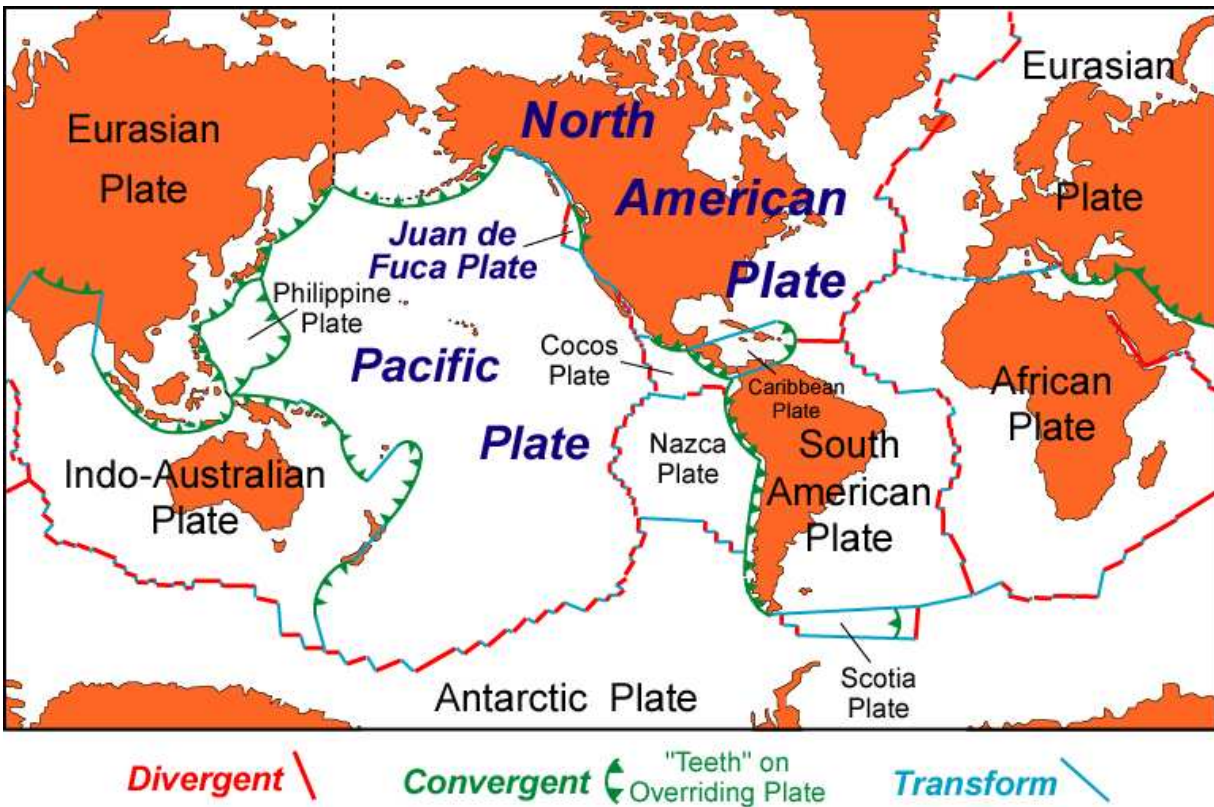 Eurasian
Plate
North
American
Plate
Eurasian
Plate
Juan de
Fuca Plate
Philippine
Plate
Pacific
Plate
Cocos
Plate
Caribbean
Plate
African
Plate
Nazca
Plate
South
American
Plate
Indo-Australian
Plate
Antarctic Plate
Scotia
Plate
Divergent
Convergent
"Teeth" on
Overriding Plate
Transform